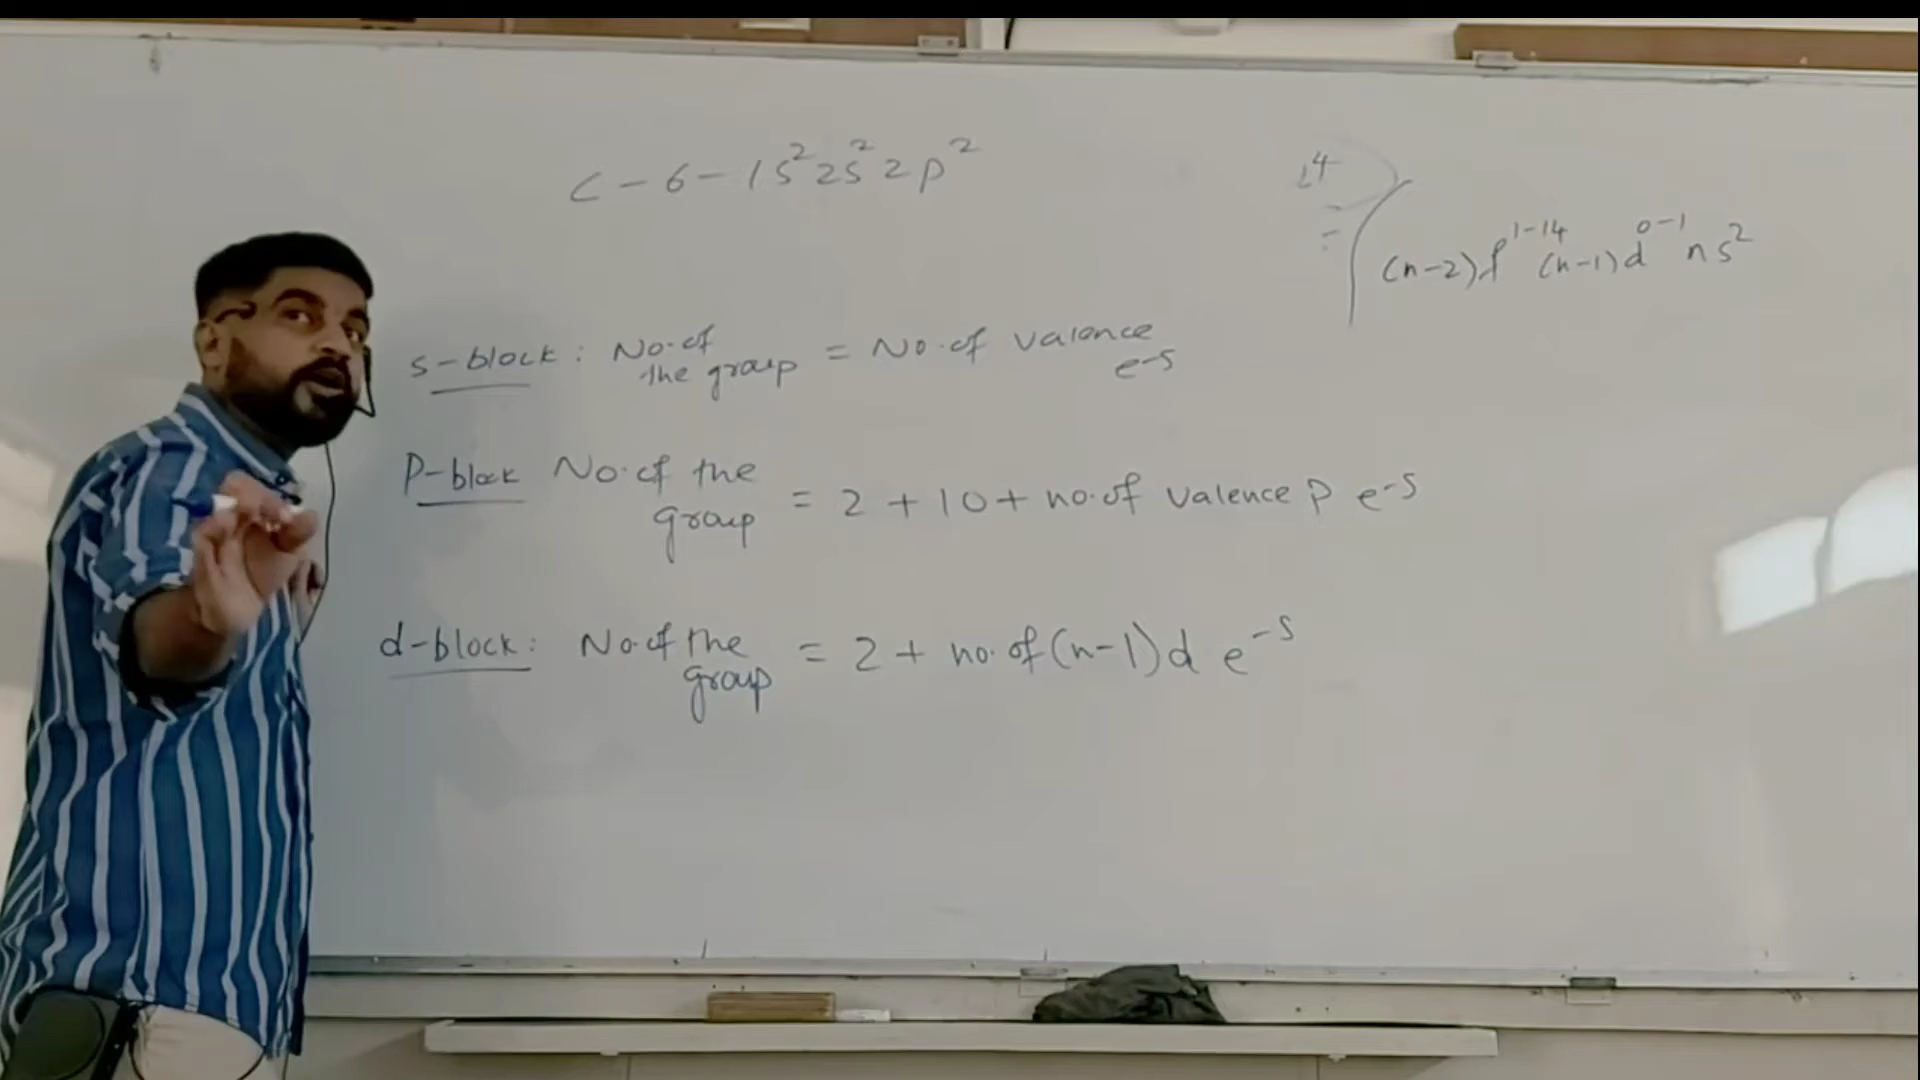 C - 6 - 1s² 2s² 2p²
14
(n-2)f¹⁻¹⁴ (n-1)d⁰⁻¹ ns²
s-block : No. of the group = No. of valence e-s
P-block No. of the group = 2 + 10 + no. of valence p e-s
d-block : No. of the group = 2 + no. of (n-1)d e-s